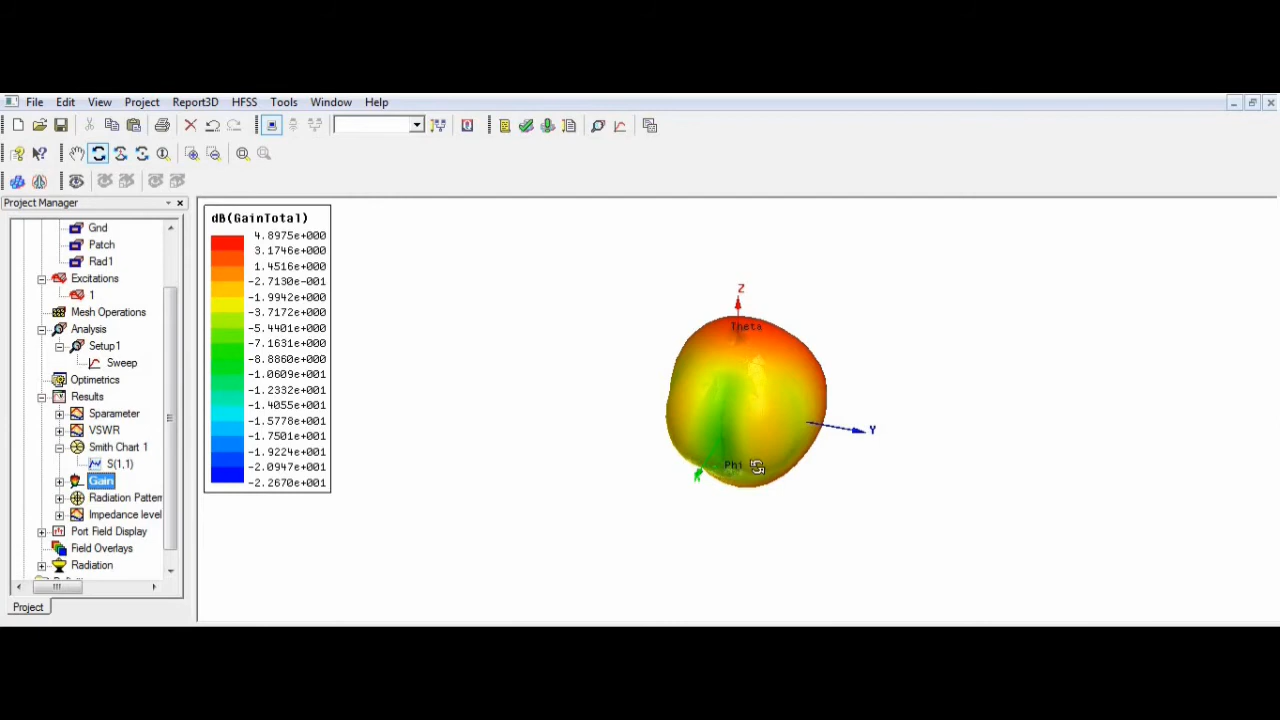 File Edit View Project Report3D HFSS Tools Window Help
Project Manager
Gnd
Patch
Rad1
Excitations
1
Mesh Operations
Analysis
Setup1
Sweep
Optimetrics
Results
Sparameter
VSWR
Smith Chart 1
S(1,1)
Gain
Radiation Pattern
Impedance level
Port Field Display
Field Overlays
Radiation
Project
dB(GainTotal)
4.8975e+000
3.1746e+000
1.4516e+000
-2.7130e-001
-1.9942e+000
-3.7172e+000
-5.4401e+000
-7.1631e+000
-8.8860e+000
-1.0609e+001
-1.2332e+001
-1.4055e+001
-1.5778e+001
-1.7501e+001
-1.9224e+001
-2.0947e+001
-2.2670e+001
Z
Theta
Y
Phi
X